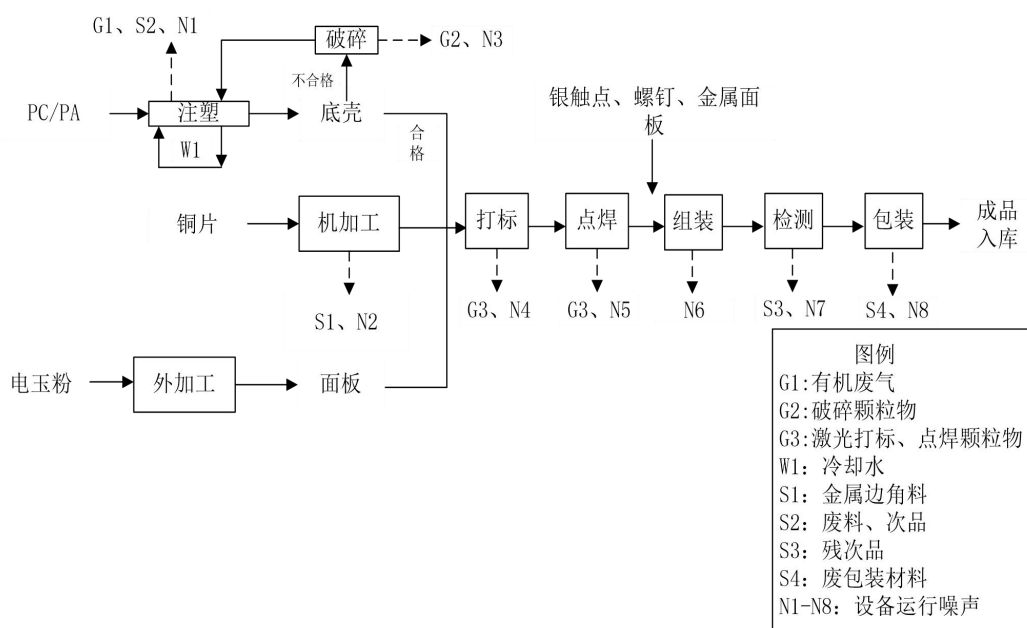 G1、S2、N1
破碎
G2、N3
不合格
PC/PA
注塑
底壳
W1
合格
银触点、螺钉、金属面
板
铜片
机加工
打标
点焊
组装
检测
包装
成品
入库
S1、N2
G3、N4
G3、N5
N6
S3、N7
S4、N8
电玉粉
外加工
面板
图例
G1:有机废气
G2:破碎颗粒物
G3:激光打标、点焊颗粒物
W1：冷却水
S1：金属边角料
S2：废料、次品
S3：残次品
S4：废包装材料
N1-N8：设备运行噪声